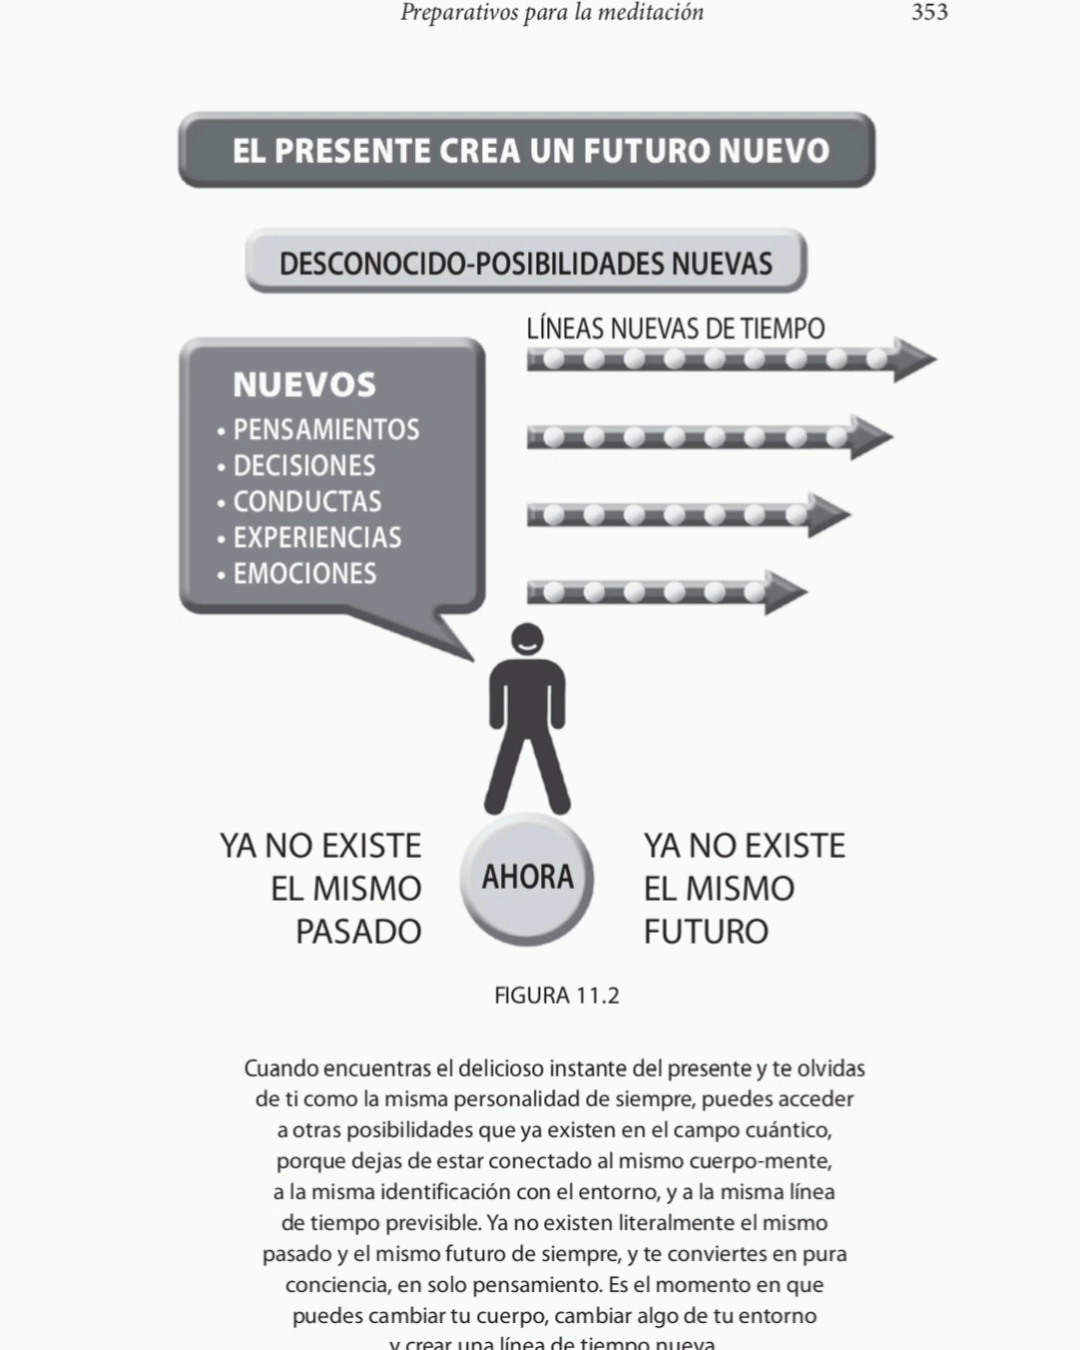 Preparativos para la meditación 353
EL PRESENTE CREA UN FUTURO NUEVO
DESCONOCIDO-POSIBILIDADES NUEVAS
LÍNEAS NUEVAS DE TIEMPO
NUEVOS
• PENSAMIENTOS
• DECISIONES
• CONDUCTAS
• EXPERIENCIAS
• EMOCIONES
YA NO EXISTE
EL MISMO
PASADO
AHORA
YA NO EXISTE
EL MISMO
FUTURO
FIGURA 11.2
Cuando encuentras el delicioso instante del presente y te olvidas
de ti como la misma personalidad de siempre, puedes acceder
a otras posibilidades que ya existen en el campo cuántico,
porque dejas de estar conectado al mismo cuerpo-mente,
a la misma identificación con el entorno, y a la misma línea
de tiempo previsible. Ya no existen literalmente el mismo
pasado y el mismo futuro de siempre, y te conviertes en pura
conciencia, en solo pensamiento. Es el momento en que
puedes cambiar tu cuerpo, cambiar algo de tu entorno
y crear una línea de tiempo nueva